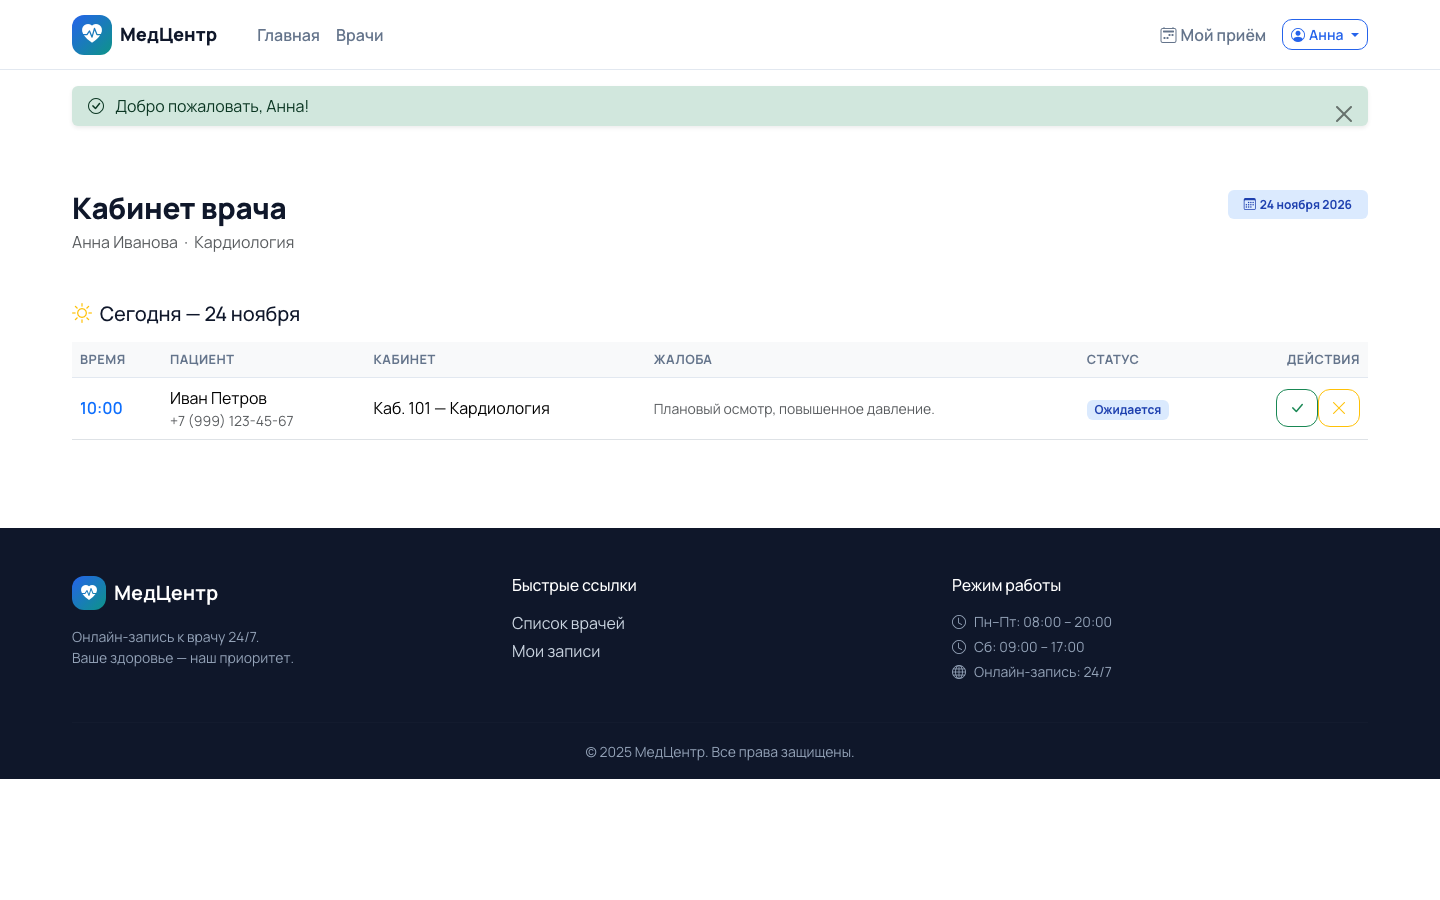 МедЦентр
Главная
Врачи
Мой приём
Анна
Добро пожаловать, Анна!
Кабинет врача
24 ноября 2026
Анна Иванова · Кардиология
Сегодня — 24 ноября
ВРЕМЯ
ПАЦИЕНТ
КАБИНЕТ
ЖАЛОБА
СТАТУС
ДЕЙСТВИЯ
10:00
Иван Петров
+7 (999) 123-45-67
Каб. 101 — Кардиология
Плановый осмотр, повышенное давление.
Ожидается
МедЦентр
Онлайн-запись к врачу 24/7.
Ваше здоровье — наш приоритет.
Быстрые ссылки
Список врачей
Мои записи
Режим работы
Пн–Пт: 08:00 – 20:00
Сб: 09:00 – 17:00
Онлайн-запись: 24/7
© 2025 МедЦентр. Все права защищены.